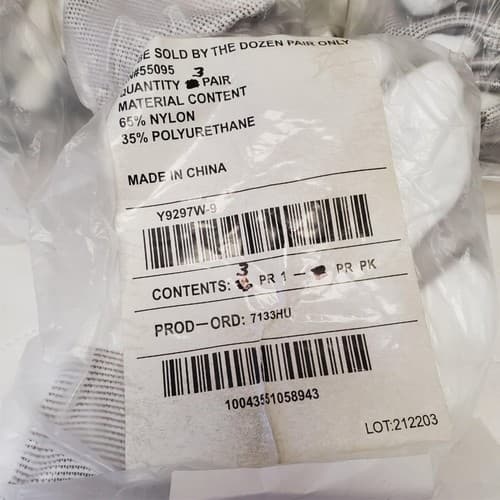 SOLD BY THE DOZEN PAIR ONLY
#55095
QUANTITY 3 PAIR
MATERIAL CONTENT
65% NYLON
35% POLYURETHANE
MADE IN CHINA
Y9297W-9
CONTENTS: 3 PR 1 - PR PK
PROD-ORD: 7133HU
10043551058943
LOT:212203